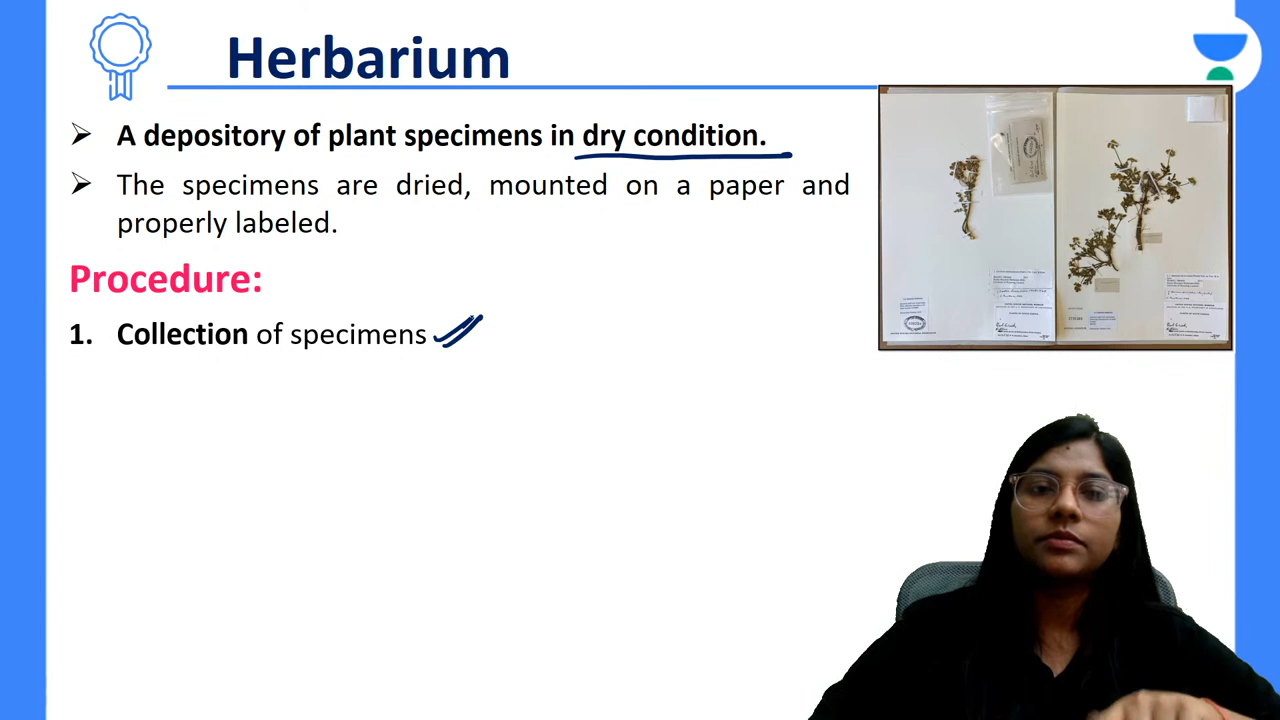 Herbarium
➢ A depository of plant specimens in dry condition.
➢ The specimens are dried, mounted on a paper and
properly labeled.
Procedure:
1. Collection of specimens